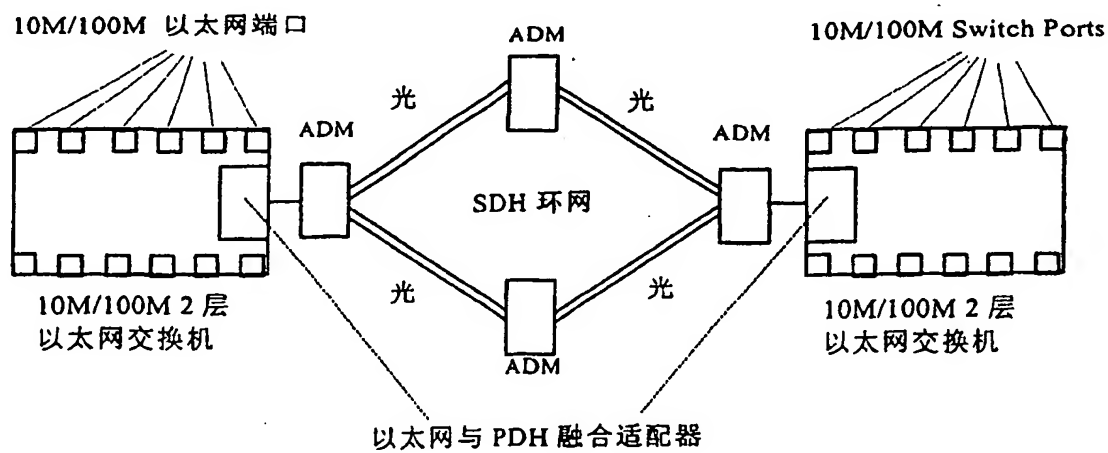 10M/100M 以太网端口
ADM
10M/100M Switch Ports
光
光
ADM
ADM
SDH 环网
光
光
10M/100M 2 层
以太网交换机
10M/100M 2 层
以太网交换机
ADM
以太网与 PDH 融合适配器